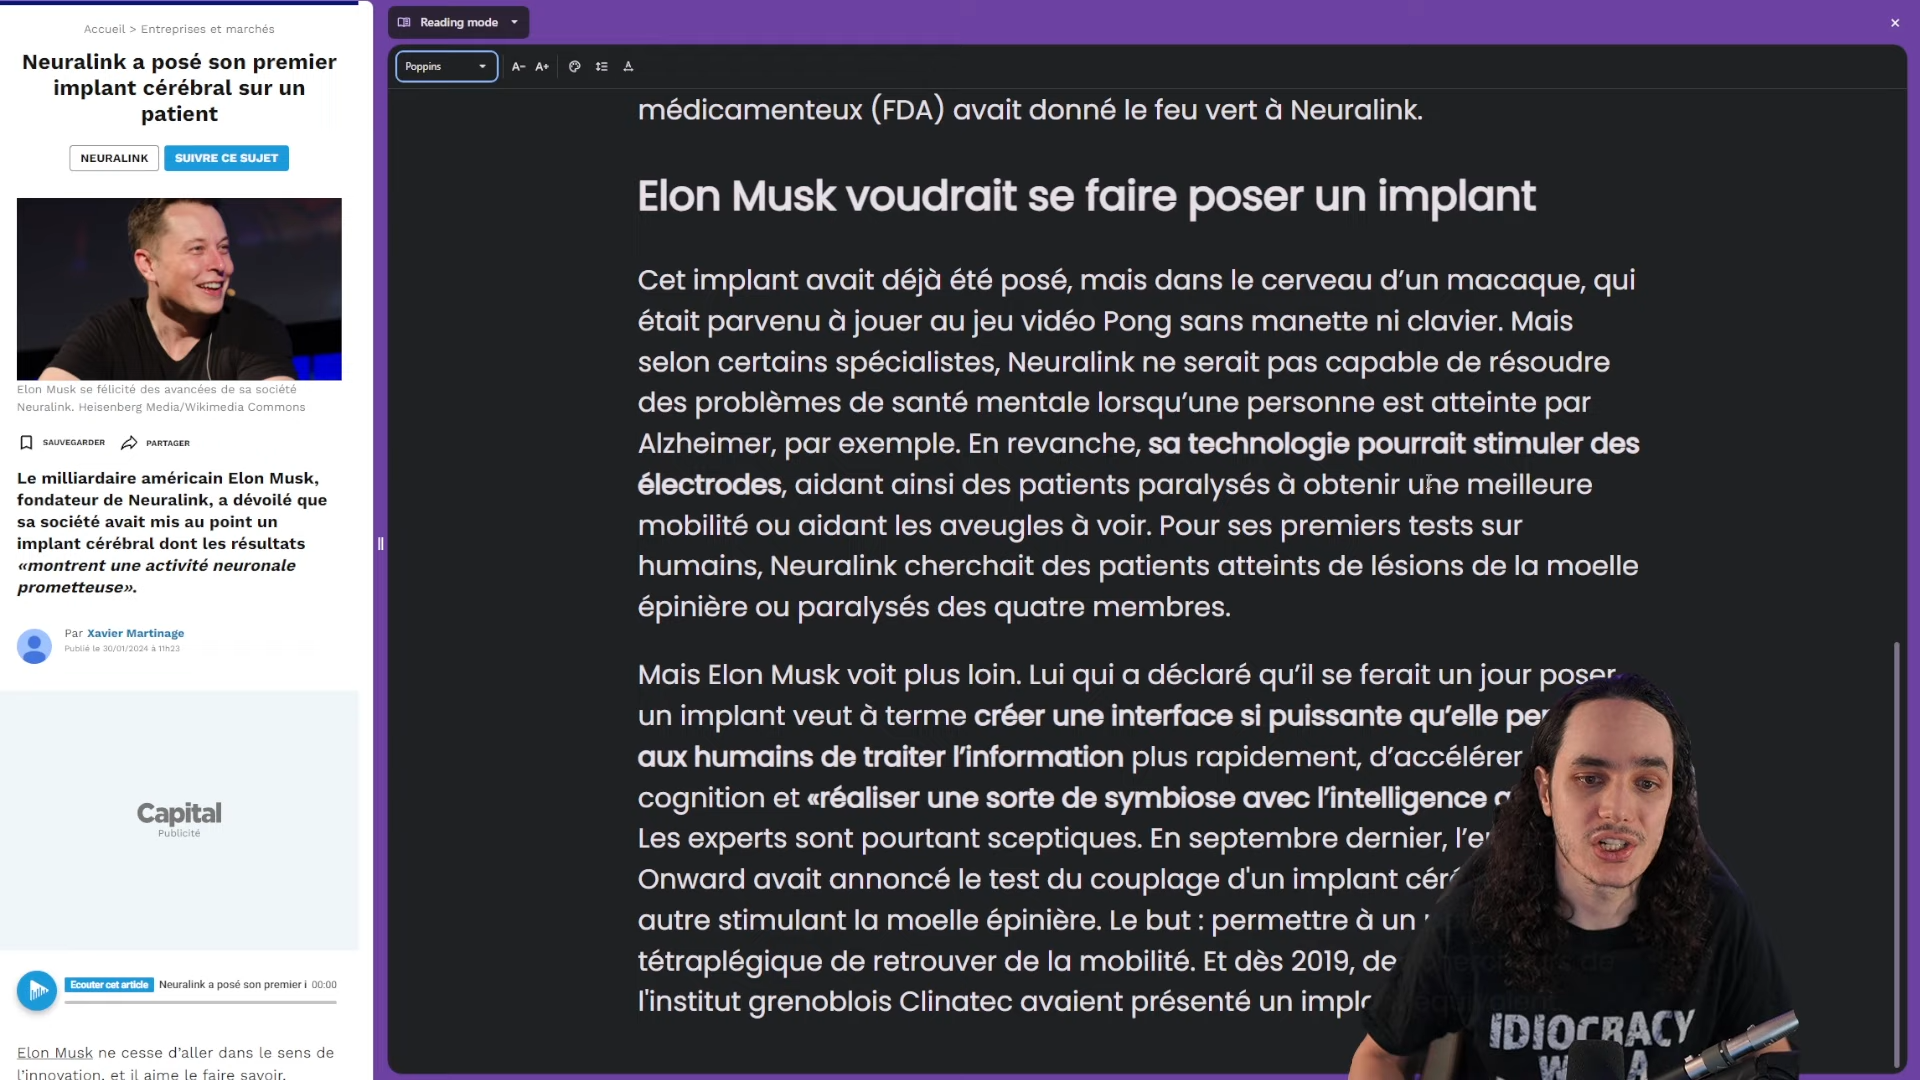 Accueil > Entreprises et marchés
Neuralink a posé son premier
implant cérébral sur un
patient
NEURALINK
SUIVRE CE SUJET
Elon Musk se félicité des avancées de sa société
Neuralink. Heisenberg Media/Wikimedia Commons
SAUVEGARDER
PARTAGER
Le milliardaire américain Elon Musk,
fondateur de Neuralink, a dévoilé que
sa société avait mis au point un
implant cérébral dont les résultats
«montrent une activité neuronale
prometteuse».
Par Xavier Martinage
Publié le 30/01/2024 à 11h23
Capital
Publicité
Ecouter cet article
Neuralink a posé son premier i
00:00
Elon Musk ne cesse d’aller dans le sens de
l’innovation, et il aime le faire savoir.
Reading mode
Poppins
A-
A+
médicamenteux (FDA) avait donné le feu vert à Neuralink.
Elon Musk voudrait se faire poser un implant
Cet implant avait déjà été posé, mais dans le cerveau d’un macaque, qui
était parvenu à jouer au jeu vidéo Pong sans manette ni clavier. Mais
selon certains spécialistes, Neuralink ne serait pas capable de résoudre
des problèmes de santé mentale lorsqu’une personne est atteinte par
Alzheimer, par exemple. En revanche, sa technologie pourrait stimuler des
électrodes, aidant ainsi des patients paralysés à obtenir une meilleure
mobilité ou aidant les aveugles à voir. Pour ses premiers tests sur
humains, Neuralink cherchait des patients atteints de lésions de la moelle
épinière ou paralysés des quatre membres.
Mais Elon Musk voit plus loin. Lui qui a déclaré qu’il se ferait un jour poser
un implant veut à terme créer une interface si puissante qu’elle
aux humains de traiter l’information plus rapidement, d’accélérer
cognition et «réaliser une sorte de symbiose avec l’intelligence
Les experts sont pourtant sceptiques. En septembre dernier,
Onward avait annoncé le test du couplage d'un implant
autre stimulant la moelle épinière. Le but : permettre à un
tétraplégique de retrouver de la mobilité. Et dès 2019,
l'institut grenoblois Clinatec avaient présenté un
IDIOCRACY